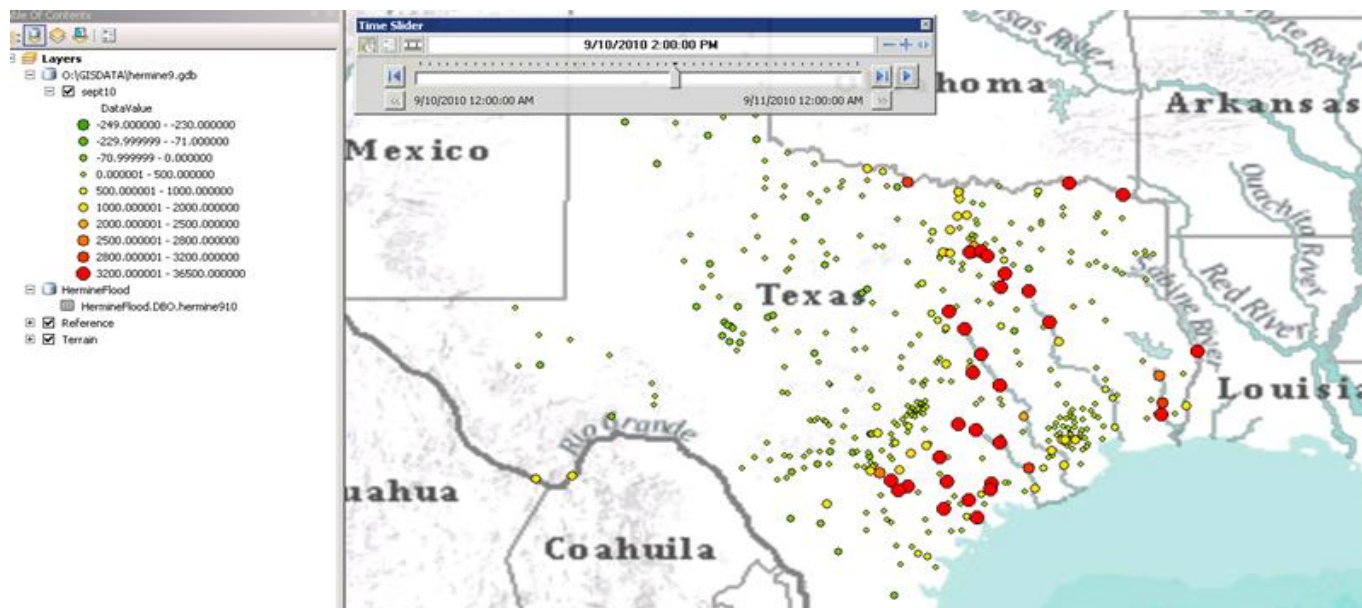 Table Of Contents
Layers
O:\GISDATA\hermine9.gdb
sept10
DataValue
-249.000000 - -230.000000
-229.999999 - -71.000000
-70.999999 - 0.000000
0.000001 - 500.000000
500.000001 - 1000.000000
1000.000001 - 2000.000000
2000.000001 - 2500.000000
2500.000001 - 2800.000000
2800.000001 - 3200.000000
3200.000001 - 36500.000000
HermineFlood
HermineFlood.DBO.hermine910
Reference
Terrain
Time Slider
9/10/2010 2:00:00 PM
9/10/2010 12:00:00 AM
9/11/2010 12:00:00 AM
homa
Arkansas
Mexico
Ouachita River
Texas
Sabine River
Red River
Louisia
Rio Grande
uahua
Coahuila